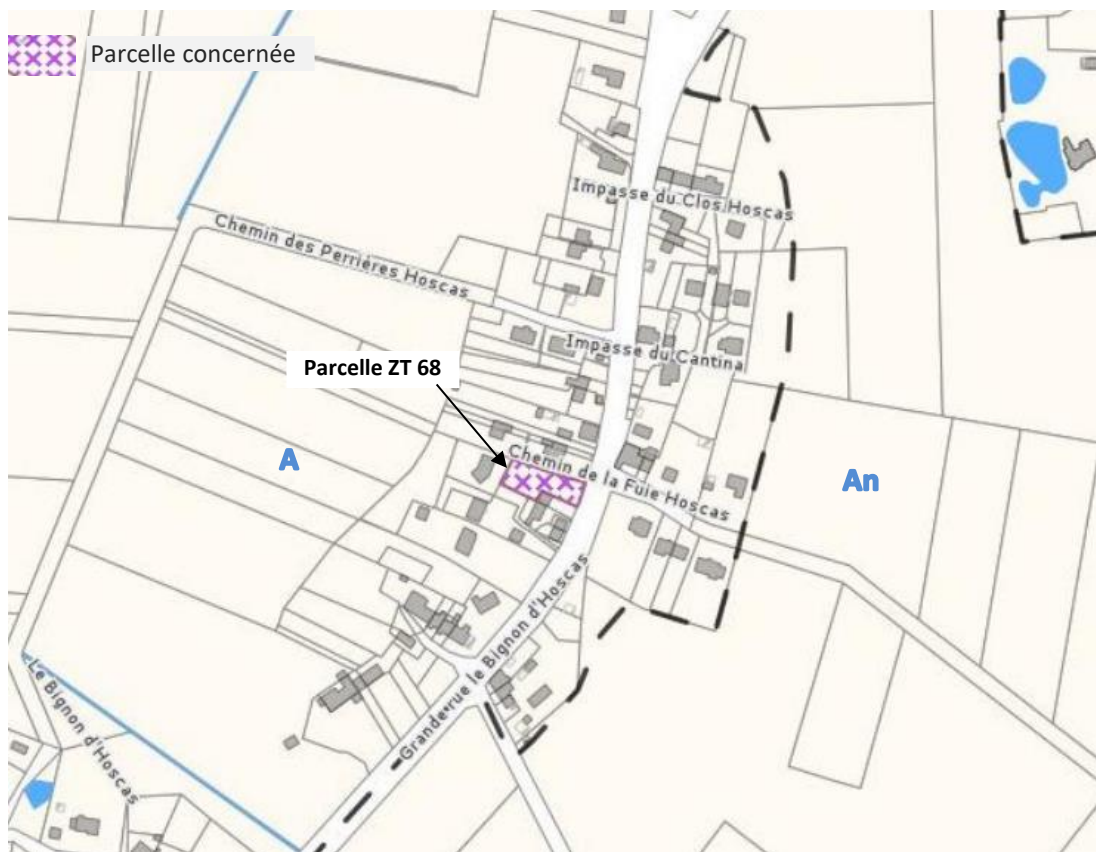 Parcelle concernée
Impasse du Clos Hoscas
Chemin des Perrières Hoscas
Impasse du Cantina
Parcelle ZT 68
A
Chemin de la Fuie Hoscas
An
Grande rue le Bignon d'Hoscas
Le Bignon d'Hoscas